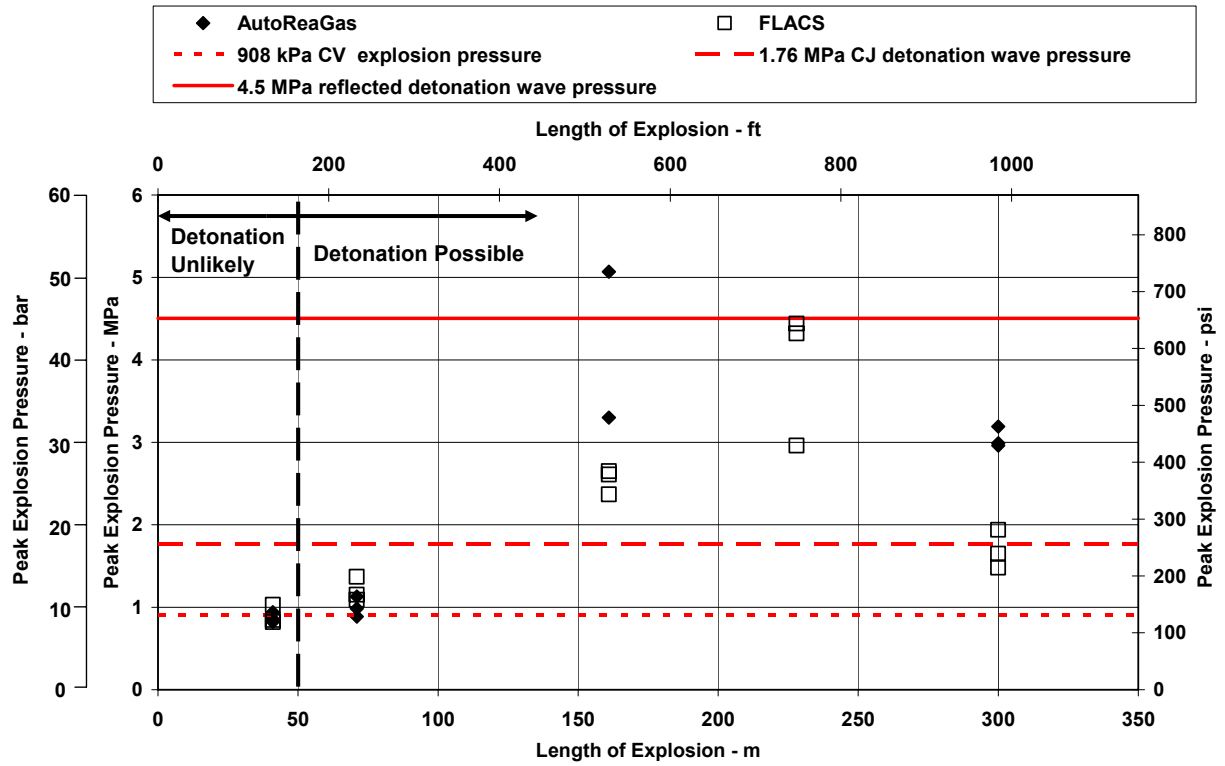 AutoReaGas
FLACS
908 kPa CV explosion pressure
1.76 MPa CJ detonation wave pressure
4.5 MPa reflected detonation wave pressure
Length of Explosion - ft
0 200 400 600 800 1000
Peak Explosion Pressure - bar
60
50
40
30
20
10
0
Peak Explosion Pressure - MPa
6
5
4
3
2
1
0
Detonation
Unlikely
Detonation Possible
800
700
600
500
400
300
200
100
0
Peak Explosion Pressure - psi
0 50 100 150 200 250 300 350
Length of Explosion - m